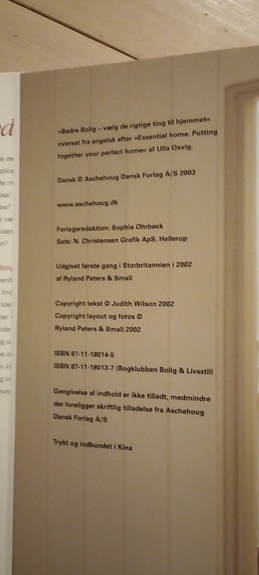 »Bedre Bolig – vælg de rigtige ting til hjemmet«
oversat fra engelsk efter »Essential home. Putting
together your perfect home« af Ulla Oxvig.
Dansk © Aschehoug Dansk Forlag A/S 2003
www.aschehoug.dk
Forlagsredaktion: Sophia Ohrbeck
Sats: N. Christensen Grafik ApS, Hellerup
Udgivet første gang i Storbritannien i 2002
af Ryland Peters & Small
Copyright tekst © Judith Wilson 2002
Copyright layout og fotos ©
Ryland Peters & Small 2002
ISBN 87-11-18014-5
ISBN 87-11-18013-7 (Bogklubben Bolig & Livsstil)
Gengivelse af indhold er ikke tilladt, medmindre
der foreligger skriftlig tilladelse fra Aschehoug
Dansk Forlag A/S
Trykt og indbundet i Kina